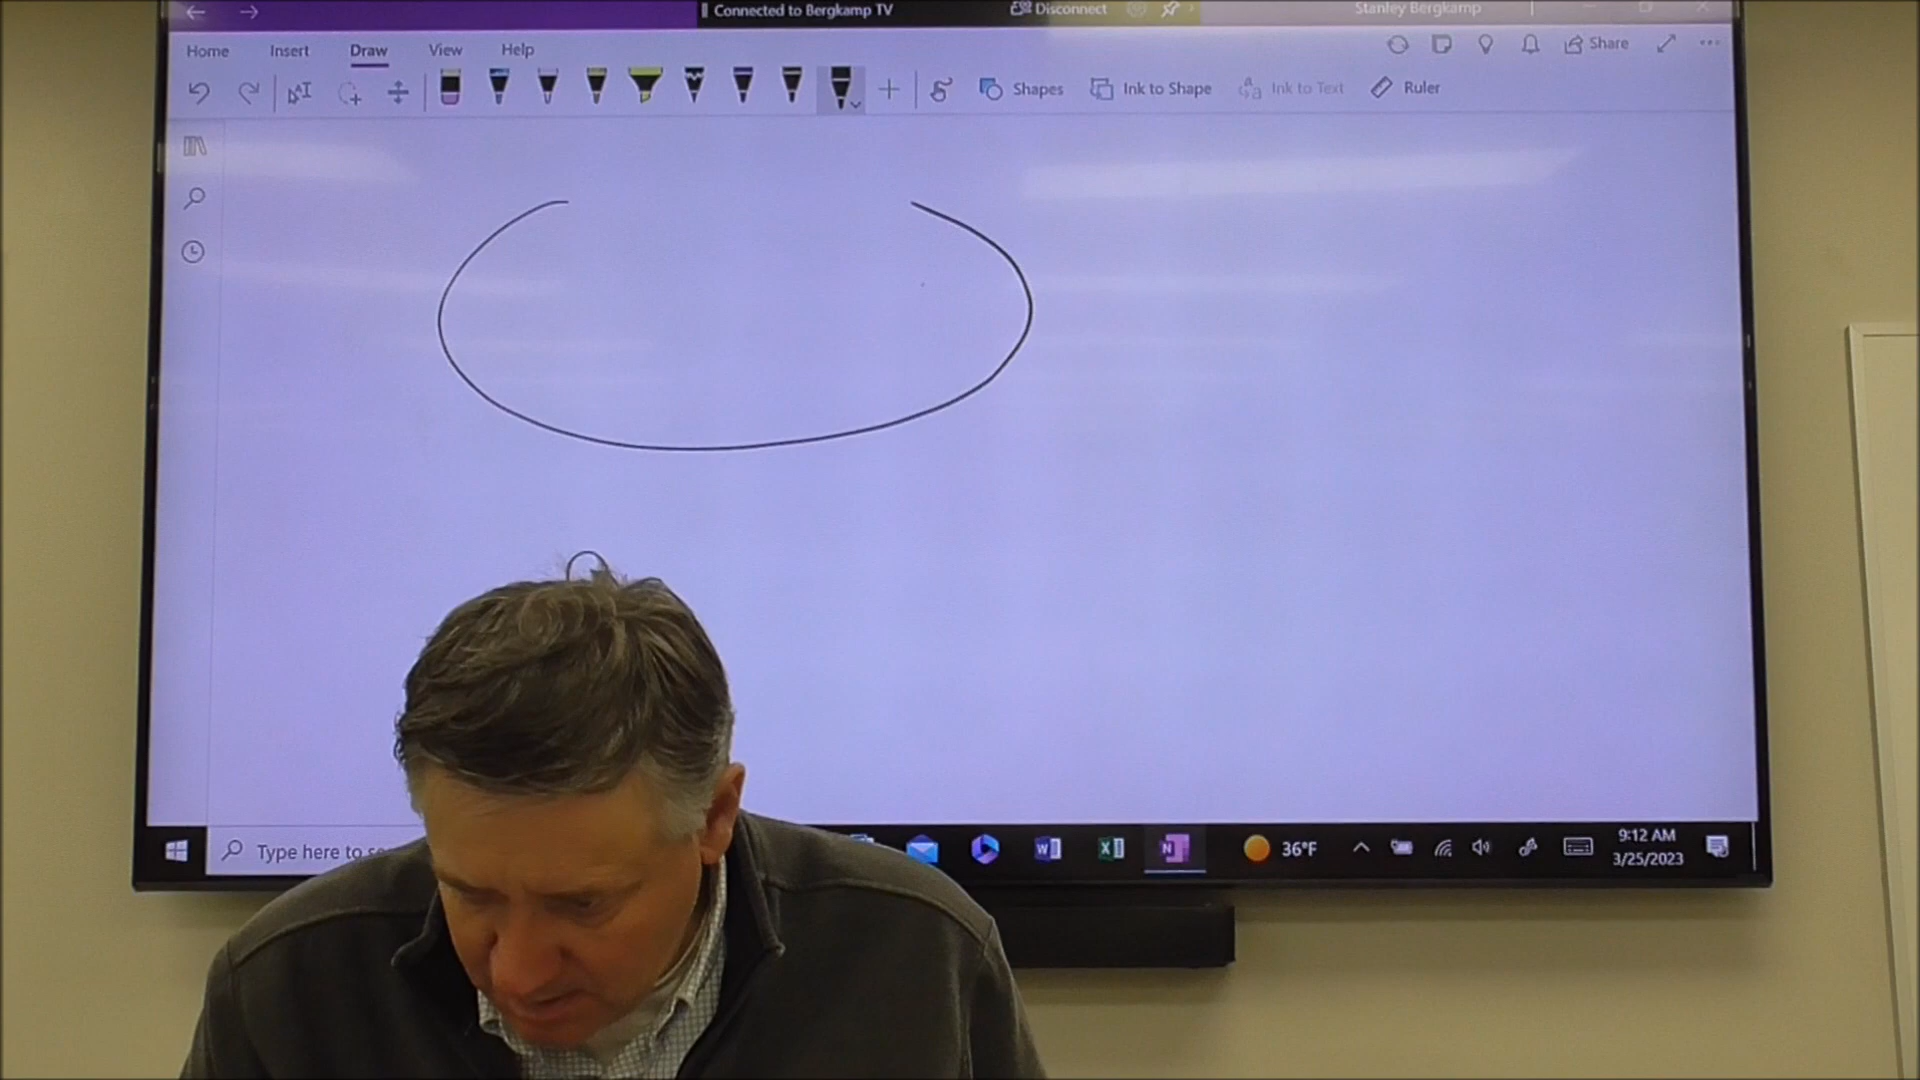 Connected to Bergkamp TV
Disconnect
Stanley Bergkamp
Home Insert Draw View Help
Share
Shapes
Ink to Shape
Ink to Text
Ruler
Type here to se
W
X
N
36°F
9:12 AM
3/25/2023